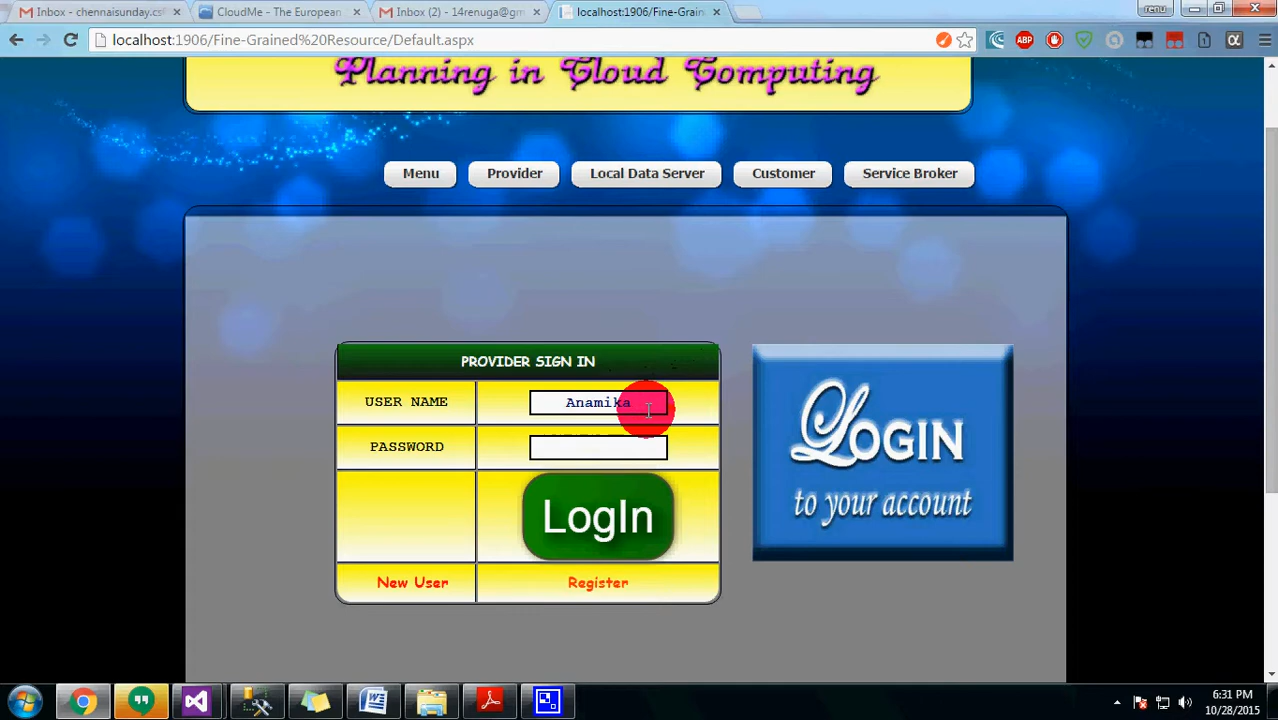 Inbox - chennaisunday.cs
CloudMe - The European
Inbox (2) - 14renuga@gm
localhost:1906/Fine-Grain
renu
localhost:1906/Fine-Grained%20Resource/Default.aspx
ABP
Planning in Cloud Computing
Menu
Provider
Local Data Server
Customer
Service Broker
PROVIDER SIGN IN
USER NAME
Anamika
PASSWORD
LogIn
New User
Register
LOGIN
to your account
6:31 PM
10/28/2015